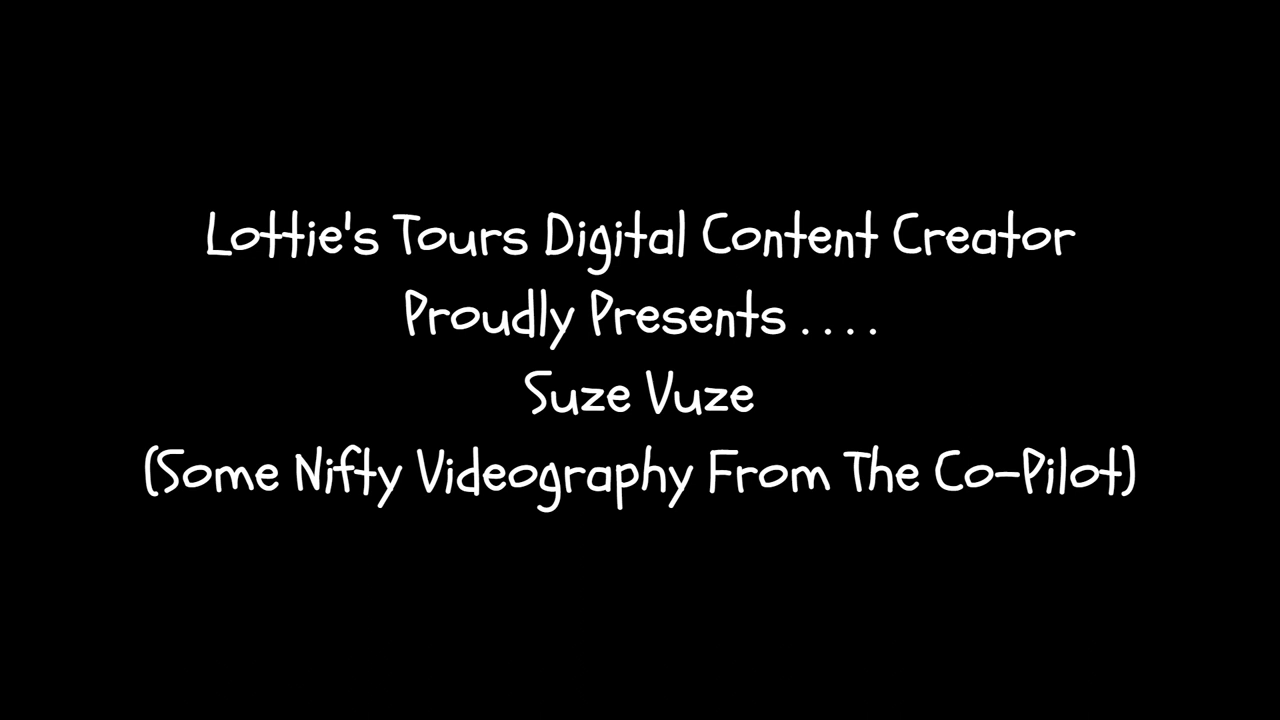 Lottie's Tours Digital Content Creator
Proudly Presents . . . .
Suze Vuze
(Some Nifty Videography From The Co-Pilot)